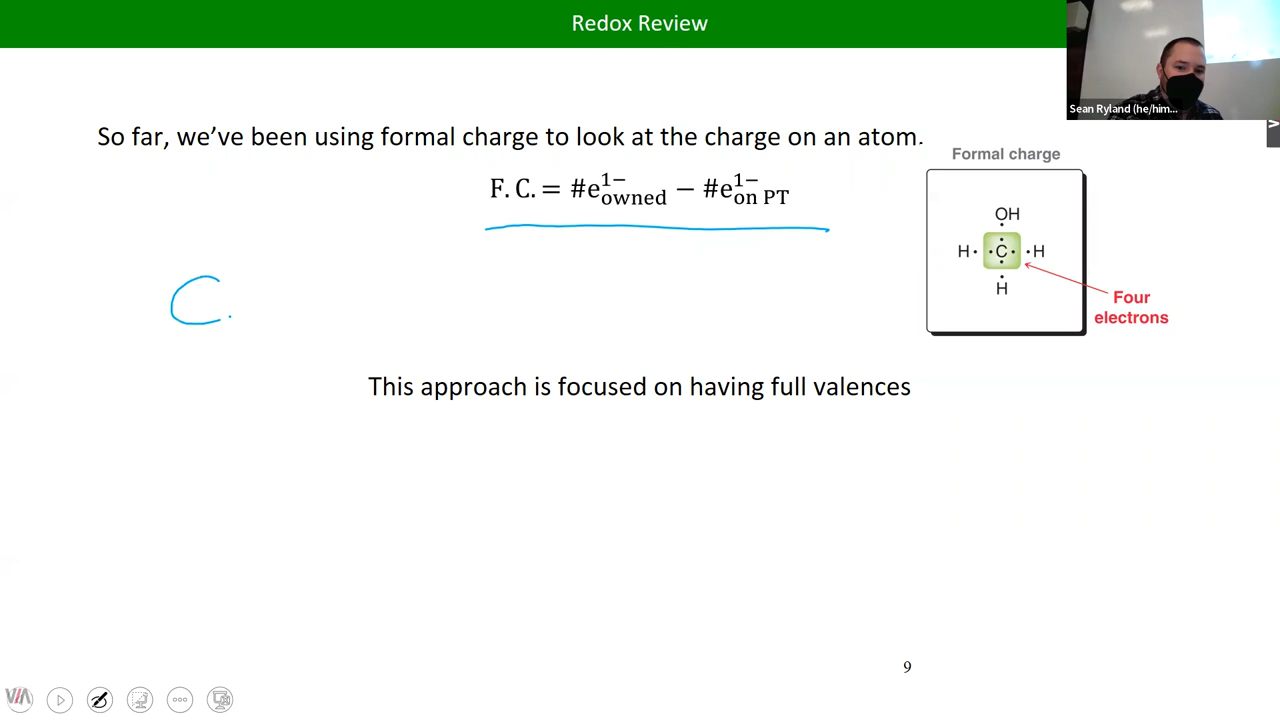 Redox Review
Sean Ryland (he/him...
So far, we've been using formal charge to look at the charge on an atom.
F. C. = #e¹⁻owned − #e¹⁻on PT
Formal charge
OH
H· ·C· ·H
H
Four
electrons
C.
This approach is focused on having full valences
9
VIA